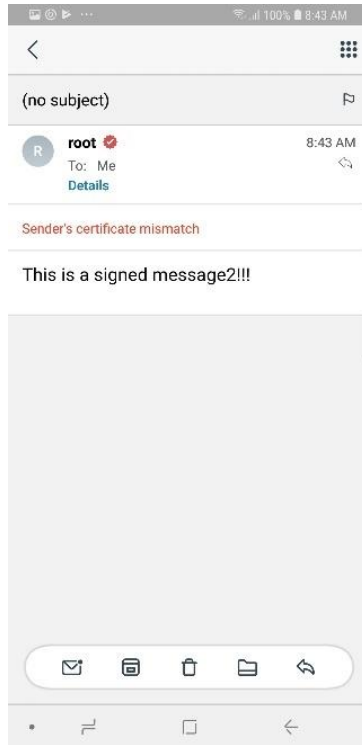 100% 8:43 AM
(no subject)
R
root
8:43 AM
To: Me
Details
Sender's certificate mismatch
This is a signed message2!!!